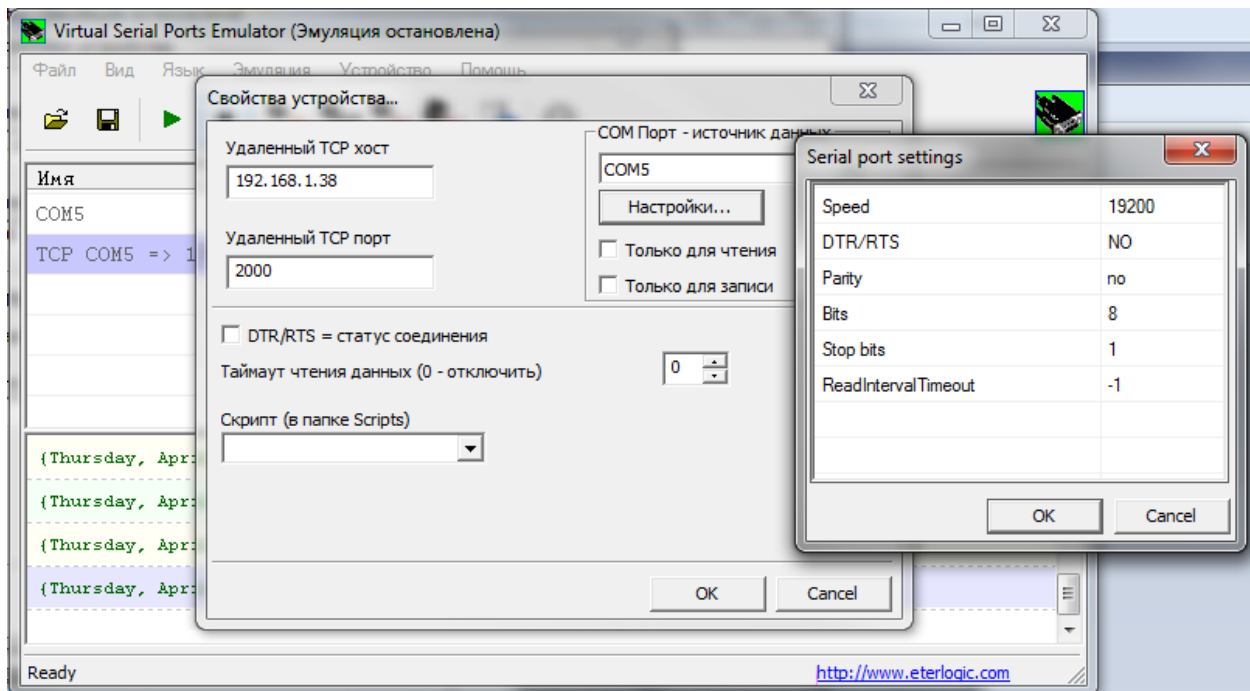 Virtual Serial Ports Emulator (Эмуляция остановлена)
Файл Вид Язык Эмуляция Устройство Помощь
Имя
COM5
TCP COM5 => 1
{Thursday, Apr
{Thursday, Apr
{Thursday, Apr
{Thursday, Apr
Ready
http://www.eterlogic.com
Свойства устройства...
Удаленный TCP хост
192.168.1.38
Удаленный TCP порт
2000
COM Порт - источник данных
COM5
Настройки...
Только для чтения
Только для записи
DTR/RTS = статус соединения
Таймаут чтения данных (0 - отключить)
0
Скрипт (в папке Scripts)
OK Cancel
Serial port settings
Speed 19200
DTR/RTS NO
Parity no
Bits 8
Stop bits 1
ReadIntervalTimeout -1
OK Cancel